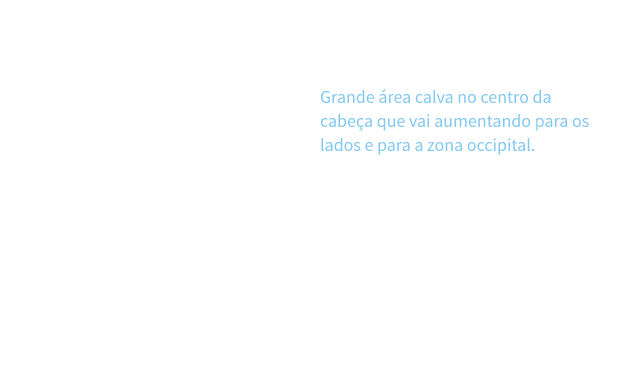 Grande área calva no centro da
cabeça que vai aumentando para os
lados e para a zona occipital.